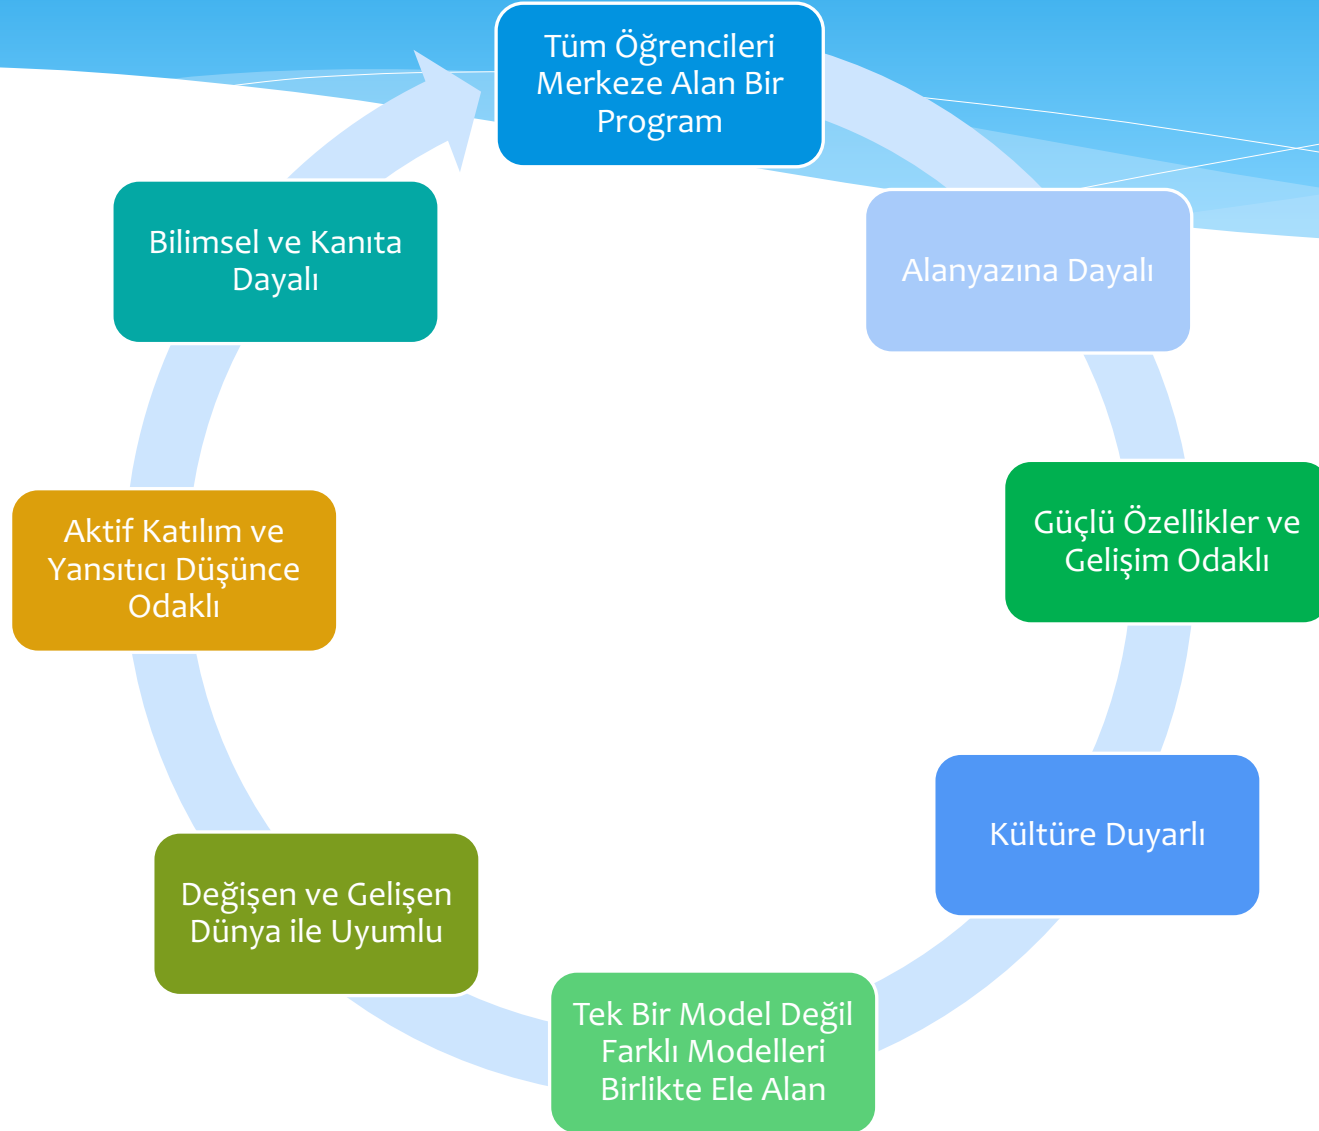 Tüm Öğrencileri
Merkeze Alan Bir
Program
Alanyazına Dayalı
Güçlü Özellikler ve
Gelişim Odaklı
Kültüre Duyarlı
Tek Bir Model Değil
Farklı Modelleri
Birlikte Ele Alan
Değişen ve Gelişen
Dünya ile Uyumlu
Aktif Katılım ve
Yansıtıcı Düşünce
Odaklı
Bilimsel ve Kanıta
Dayalı